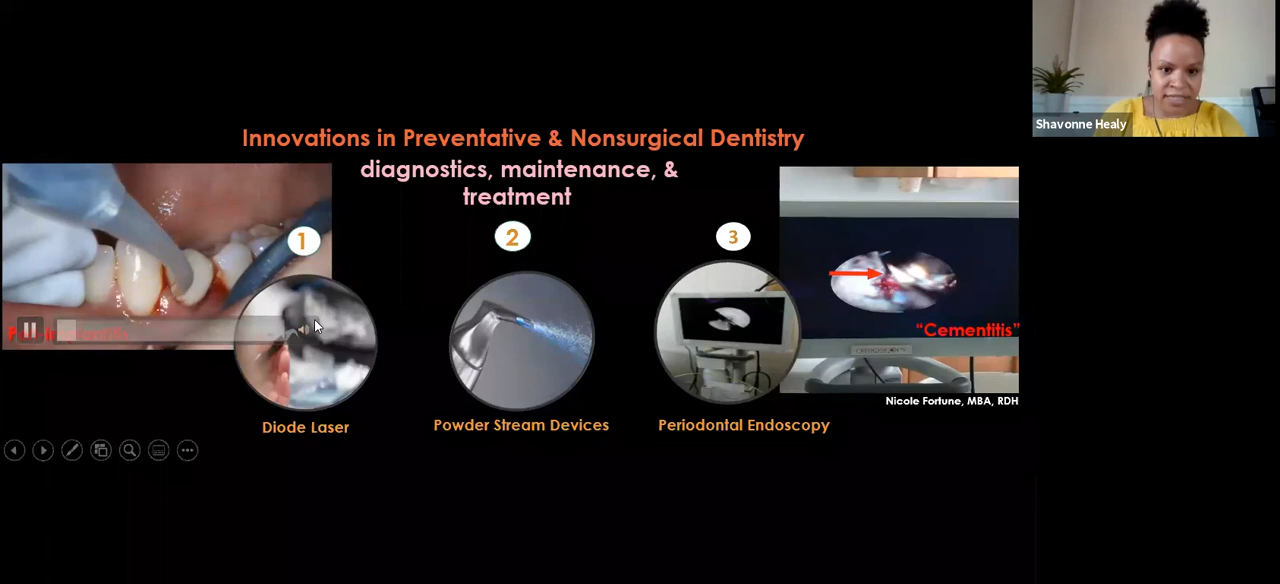 Shavonne Healy
Innovations in Preventative & Nonsurgical Dentistry
diagnostics, maintenance, &
treatment
1
2
3
"Cementitis"
Nicole Fortune, MBA, RDH
Diode Laser
Powder Stream Devices
Periodontal Endoscopy